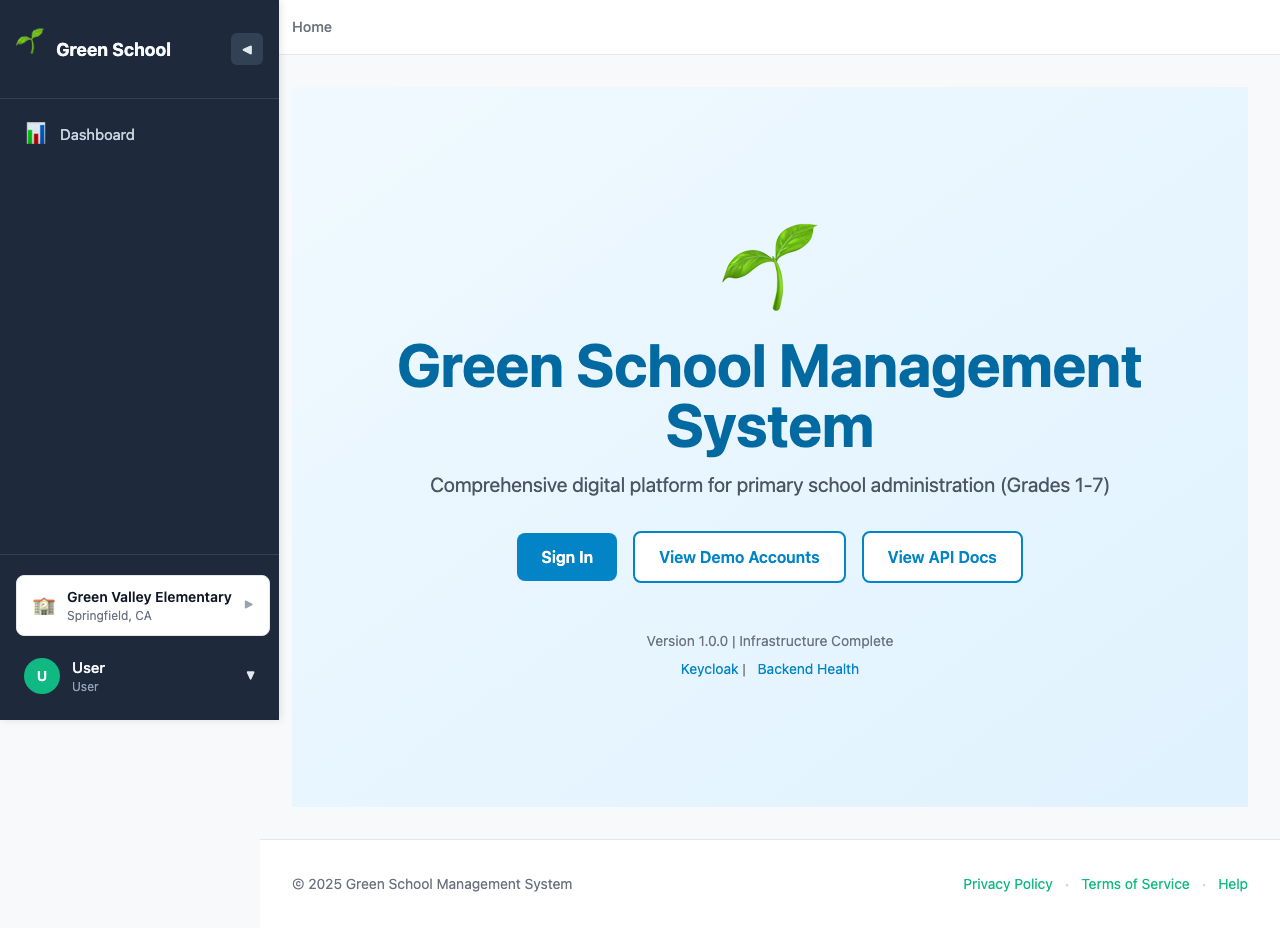 Green School
◀
Dashboard
Green Valley Elementary
Springfield, CA
▶
U
User
User
▼
Home
Green School Management
System
Comprehensive digital platform for primary school administration (Grades 1-7)
Sign In
View Demo Accounts
View API Docs
Version 1.0.0 | Infrastructure Complete
Keycloak | Backend Health
© 2025 Green School Management System
Privacy Policy · Terms of Service · Help